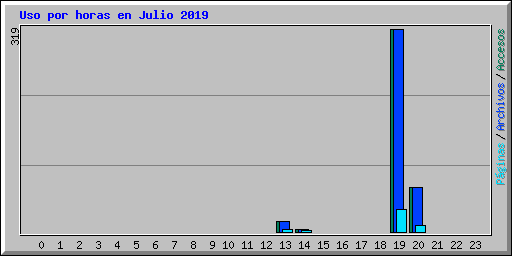 Uso por horas en Julio 2019
319
Páginas / Archivos / Accesos
0 1 2 3 4 5 6 7 8 9 10 11 12 13 14 15 16 17 18 19 20 21 22 23